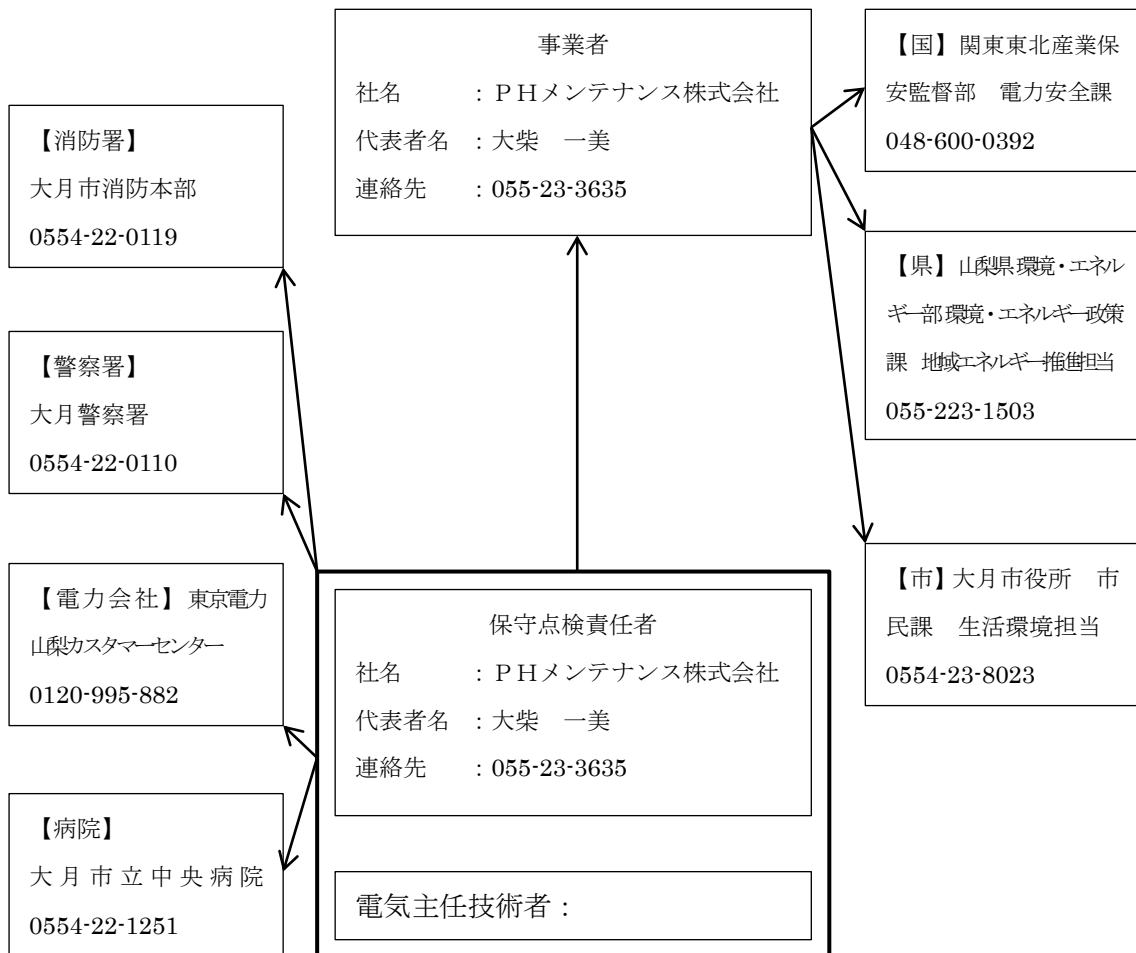 事業者
社名　：ＰＨメンテナンス株式会社
代表者名　：大柴　一美
連絡先　：055-23-3635
【国】関東東北産業保
安監督部　電力安全課
048-600-0392
【消防署】
大月市消防本部
0554-22-0119
【県】山梨県環境・エネル
ギー部環境・エネルギー政策
課　地域エネルギー推進担当
055-223-1503
【警察署】
大月警察署
0554-22-0110
【電力会社】東京電力
山梨カスタマーセンター
0120-995-882
【市】大月市役所　市
民課　生活環境担当
0554-23-8023
保守点検責任者
社名　：ＰＨメンテナンス株式会社
代表者名　：大柴　一美
連絡先　：055-23-3635
【病院】
大月市立中央病院
0554-22-1251
電気主任技術者：